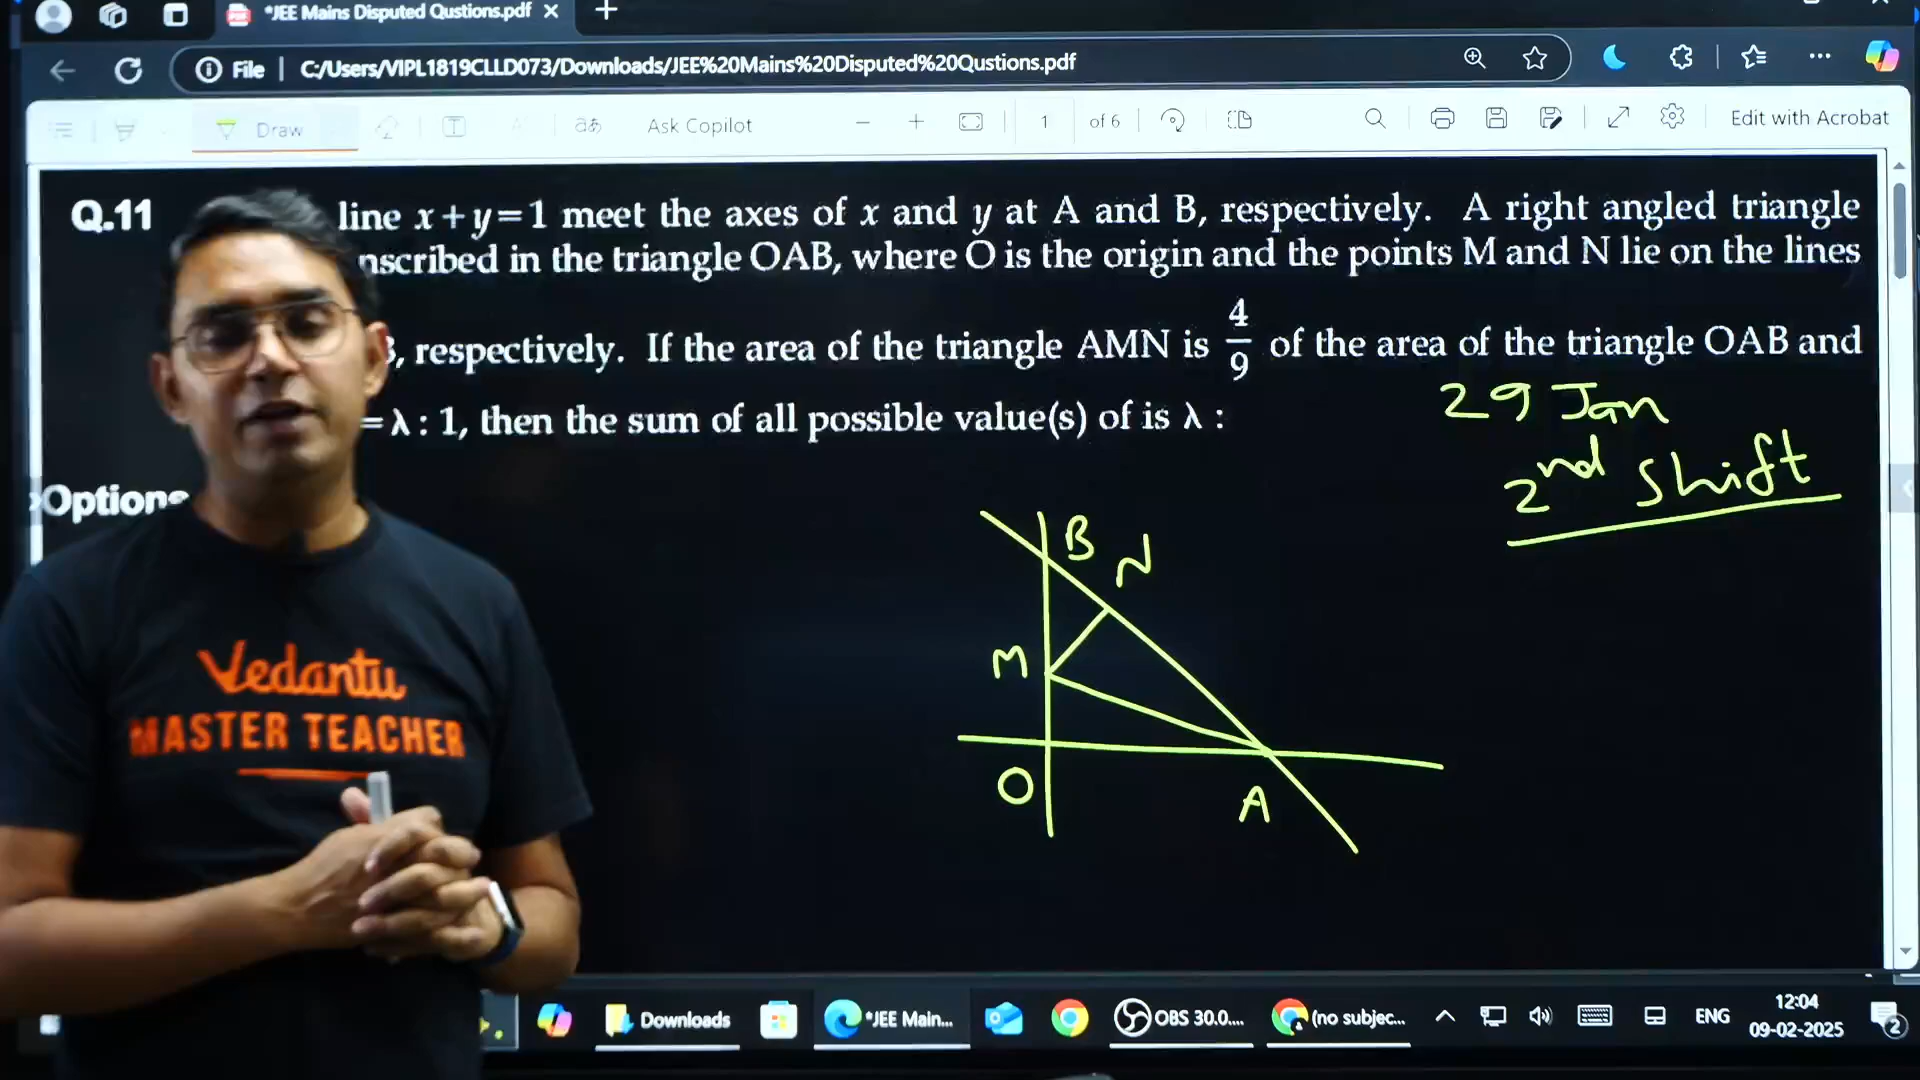 *JEE Mains Disputed Qustions.pdf
File | C:/Users/VIPL1819CLLD073/Downloads/JEE%20Mains%20Disputed%20Qustions.pdf
Draw Ask Copilot 1 of 6 Edit with Acrobat
Q.11 line x+y=1 meet the axes of x and y at A and B, respectively. A right angled triangle
nscribed in the triangle OAB, where O is the origin and the points M and N lie on the lines
, respectively. If the area of the triangle AMN is 4/9 of the area of the triangle OAB and
= λ : 1, then the sum of all possible value(s) of is λ :
29 Jan
2nd Shift
Options
B
N
M
O
A
Vedantu
MASTER TEACHER
Downloads *JEE Main... OBS 30.0.... (no subjec... ENG 12:04
09-02-2025
2